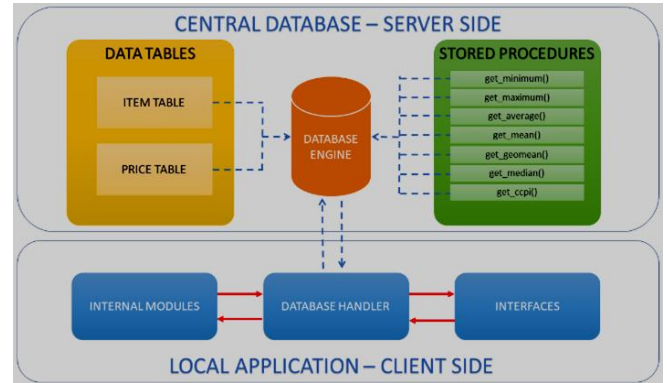 CENTRAL DATABASE – SERVER SIDE
DATA TABLES
ITEM TABLE
PRICE TABLE
DATABASE
ENGINE
STORED PROCEDURES
get_minimum()
get_maximum()
get_average()
get_mean()
get_geomean()
get_median()
get_ccpi()
INTERNAL MODULES
DATABASE HANDLER
INTERFACES
LOCAL APPLICATION – CLIENT SIDE